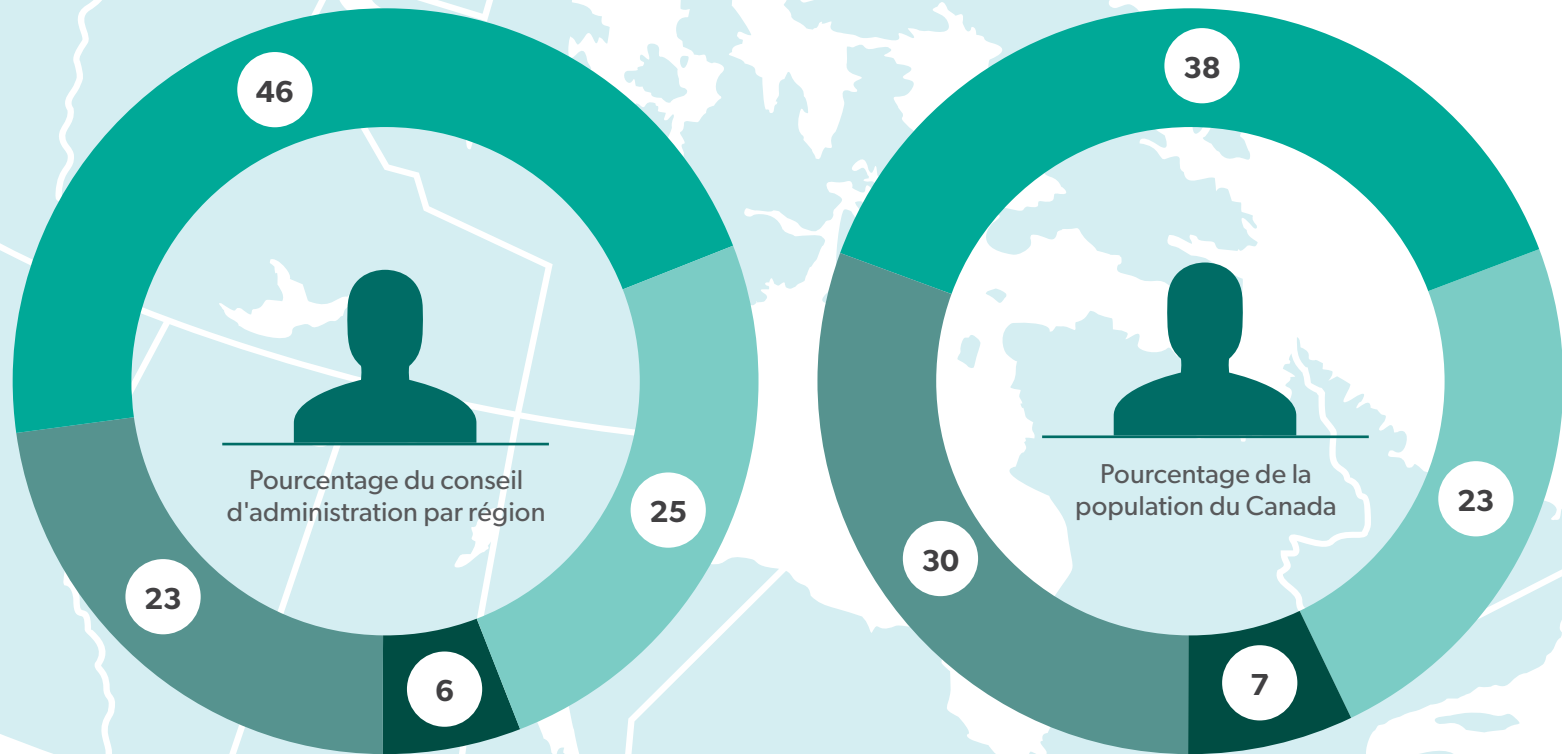 46
25
6
23
Pourcentage du conseil
d'administration par région
38
23
7
30
Pourcentage de la
population du Canada